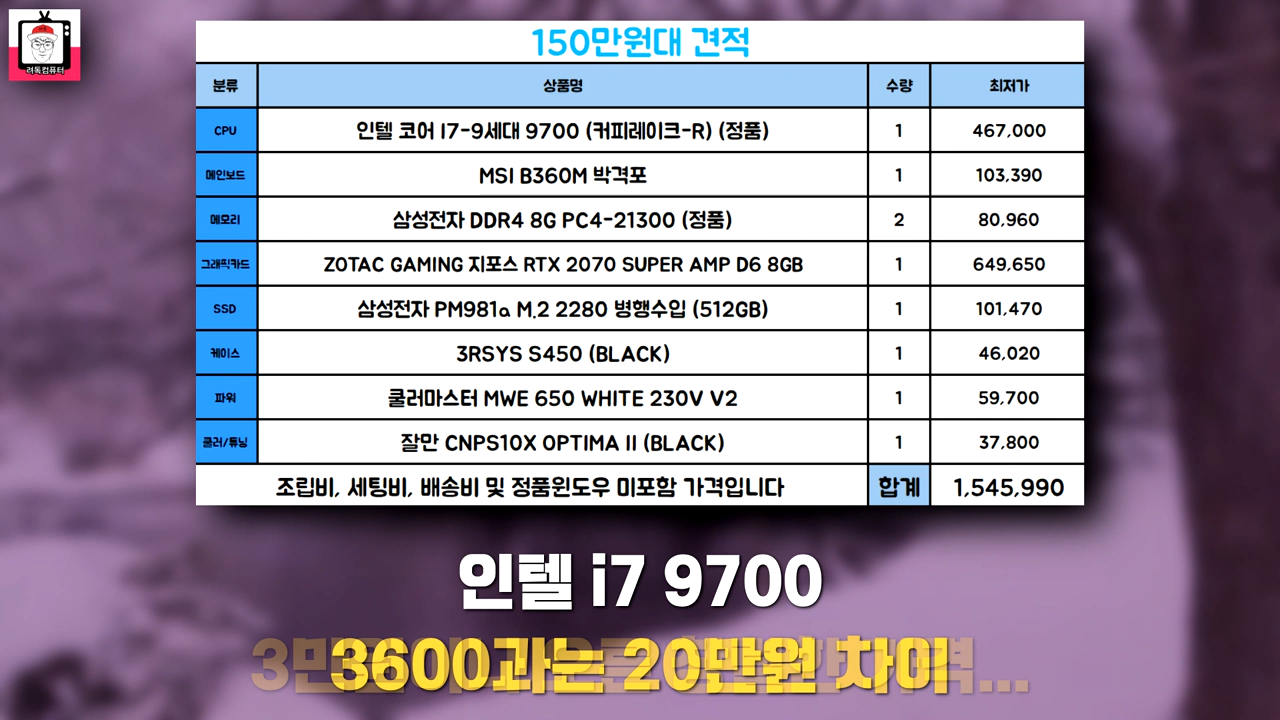 려독컴퓨터
150만원대 견적
분류 상품명 수량 최저가
CPU 인텔 코어 I7-9세대 9700 (커피레이크-R) (정품) 1 467,000
메인보드 MSI B360M 박격포 1 103,390
메모리 삼성전자 DDR4 8G PC4-21300 (정품) 2 80,960
그래픽카드 ZOTAC GAMING 지포스 RTX 2070 SUPER AMP D6 8GB 1 649,650
SSD 삼성전자 PM981a M.2 2280 병행수입 (512GB) 1 101,470
케이스 3RSYS S450 (BLACK) 1 46,020
파워 쿨러마스터 MWE 650 WHITE 230V V2 1 59,700
쿨러/튜닝 잘만 CNPS10X OPTIMA II (BLACK) 1 37,800
조립비, 세팅비, 배송비 및 정품윈도우 미포함 가격입니다 합계 1,545,990
인텔 i7 9700
3600과는 20만원 차이